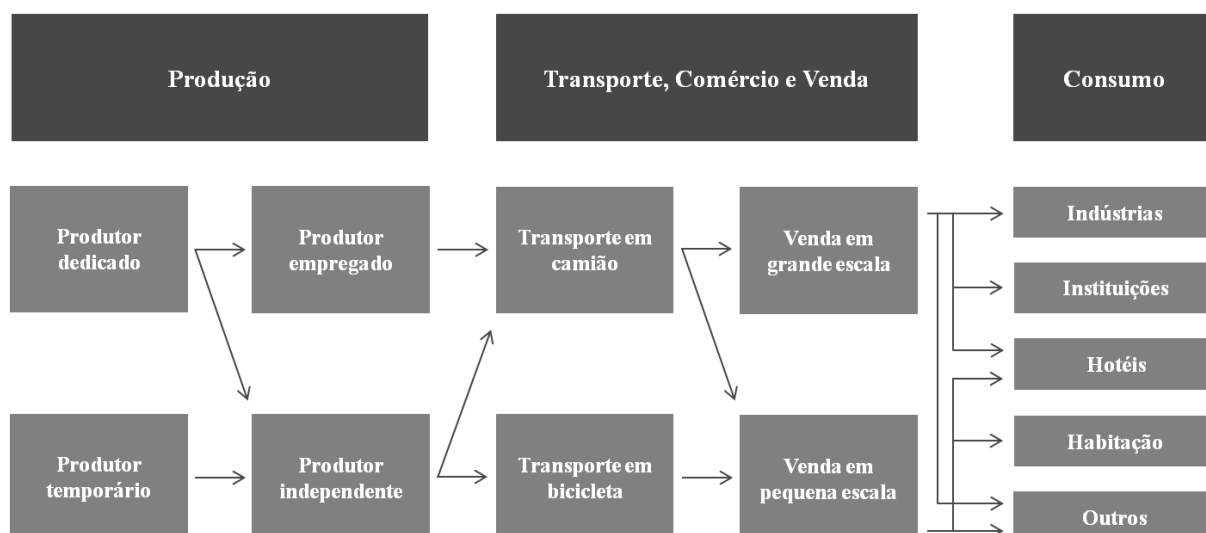 Produção
Transporte, Comércio e Venda
Consumo
Produtor
dedicado
Produtor
empregado
Transporte em
camião
Venda em
grande escala
Indústrias
Instituições
Hotéis
Habitação
Outros
Produtor
temporário
Produtor
independente
Transporte em
bicicleta
Venda em
pequena escala